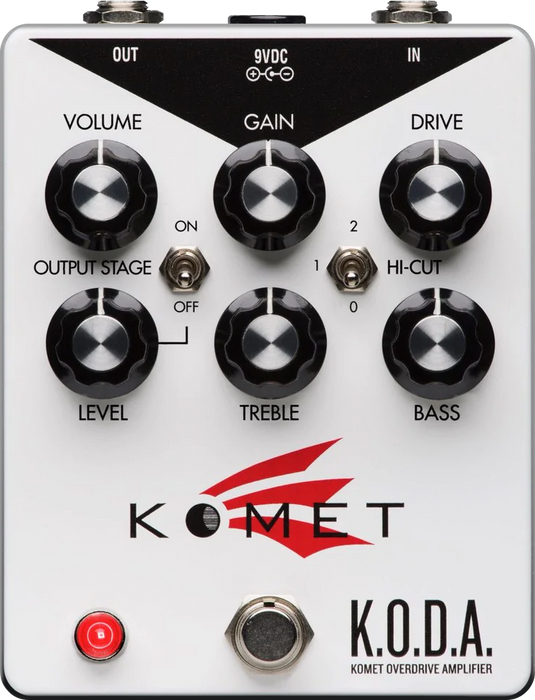 OUT
9VDC
IN
VOLUME
GAIN
DRIVE
ON
2
OUTPUT STAGE
1
HI-CUT
OFF
0
LEVEL
TREBLE
BASS
KOMET
K.O.D.A.
KOMET OVERDRIVE AMPLIFIER